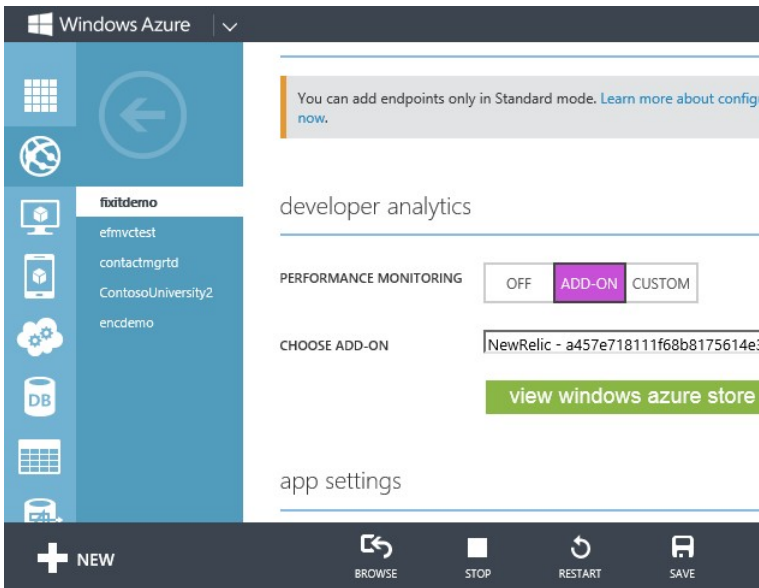 Windows Azure
You can add endpoints only in Standard mode. Learn more about config
now.
fixitdemo
efmvctest
contactmgrtd
ContosoUniversity2
encdemo
developer analytics
PERFORMANCE MONITORING
OFF ADD-ON CUSTOM
CHOOSE ADD-ON
NewRelic - a457e718111f68b8175614e3
view windows azure store
DB
app settings
NEW
BROWSE STOP RESTART SAVE